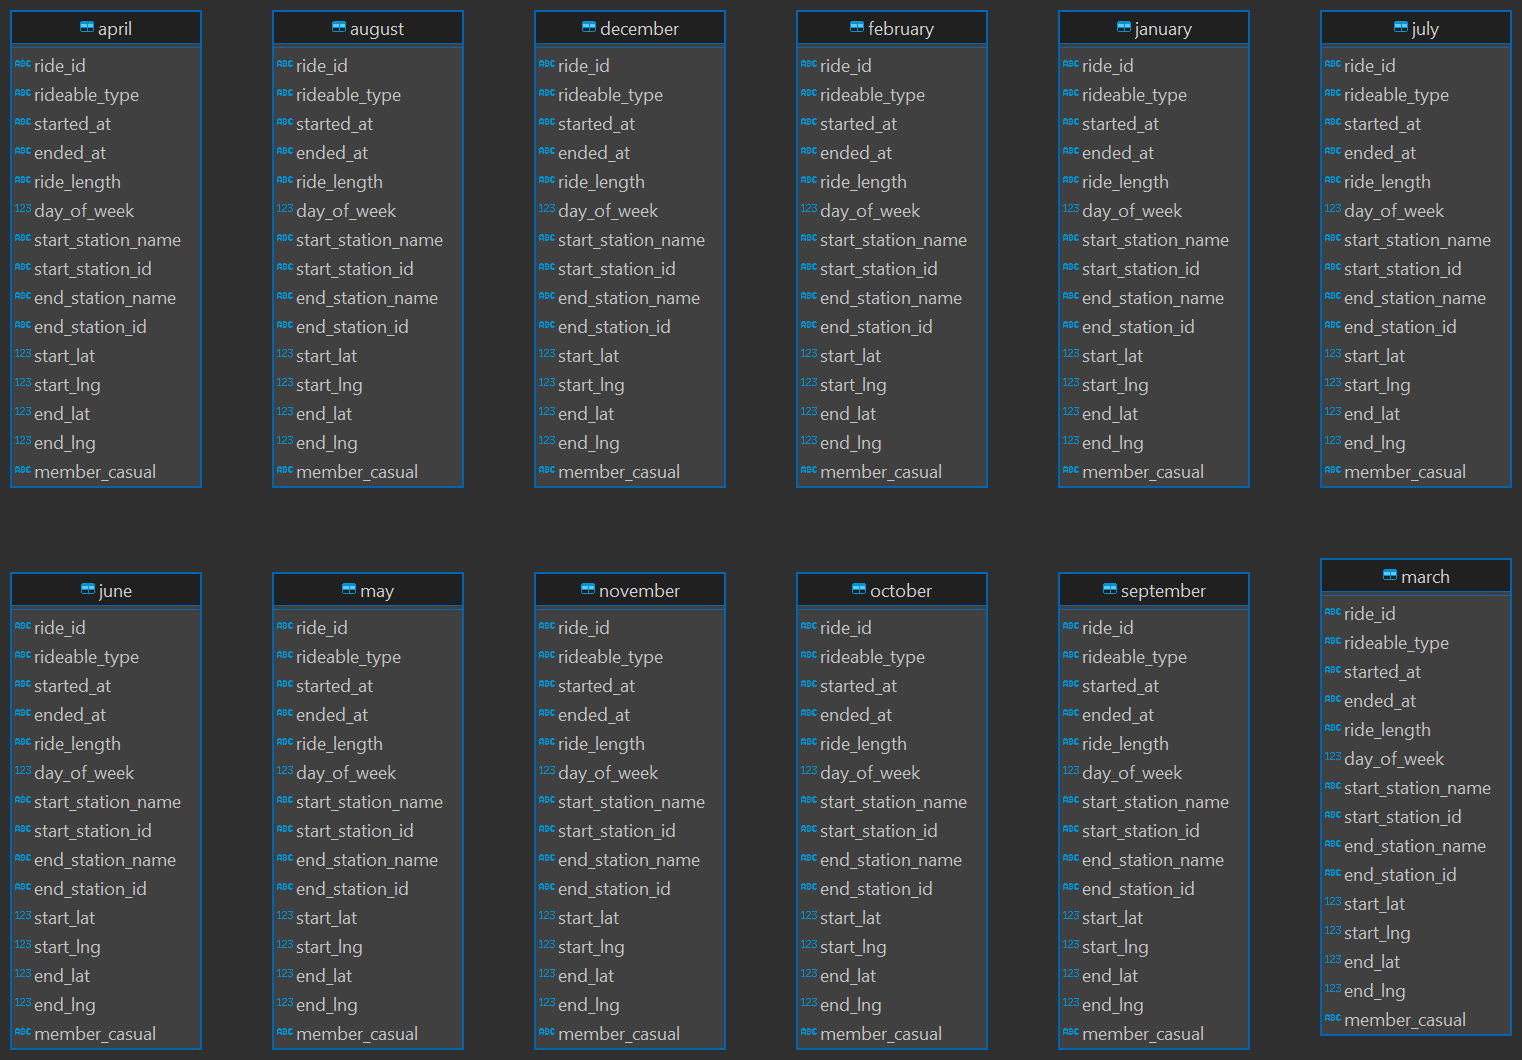 april
ABC ride_id
ABC rideable_type
ABC started_at
ABC ended_at
ABC ride_length
123 day_of_week
ABC start_station_name
ABC start_station_id
ABC end_station_name
ABC end_station_id
123 start_lat
123 start_lng
123 end_lat
123 end_lng
ABC member_casual
august
ABC ride_id
ABC rideable_type
ABC started_at
ABC ended_at
ABC ride_length
123 day_of_week
ABC start_station_name
ABC start_station_id
ABC end_station_name
ABC end_station_id
123 start_lat
123 start_lng
123 end_lat
123 end_lng
ABC member_casual
december
ABC ride_id
ABC rideable_type
ABC started_at
ABC ended_at
ABC ride_length
123 day_of_week
ABC start_station_name
ABC start_station_id
ABC end_station_name
ABC end_station_id
123 start_lat
123 start_lng
123 end_lat
123 end_lng
ABC member_casual
february
ABC ride_id
ABC rideable_type
ABC started_at
ABC ended_at
ABC ride_length
123 day_of_week
ABC start_station_name
ABC start_station_id
ABC end_station_name
ABC end_station_id
123 start_lat
123 start_lng
123 end_lat
123 end_lng
ABC member_casual
january
ABC ride_id
ABC rideable_type
ABC started_at
ABC ended_at
ABC ride_length
123 day_of_week
ABC start_station_name
ABC start_station_id
ABC end_station_name
ABC end_station_id
123 start_lat
123 start_lng
123 end_lat
123 end_lng
ABC member_casual
july
ABC ride_id
ABC rideable_type
ABC started_at
ABC ended_at
ABC ride_length
123 day_of_week
ABC start_station_name
ABC start_station_id
ABC end_station_name
ABC end_station_id
123 start_lat
123 start_lng
123 end_lat
123 end_lng
ABC member_casual
june
ABC ride_id
ABC rideable_type
ABC started_at
ABC ended_at
ABC ride_length
123 day_of_week
ABC start_station_name
ABC start_station_id
ABC end_station_name
ABC end_station_id
123 start_lat
123 start_lng
123 end_lat
123 end_lng
ABC member_casual
may
ABC ride_id
ABC rideable_type
ABC started_at
ABC ended_at
ABC ride_length
123 day_of_week
ABC start_station_name
ABC start_station_id
ABC end_station_name
ABC end_station_id
123 start_lat
123 start_lng
123 end_lat
123 end_lng
ABC member_casual
november
ABC ride_id
ABC rideable_type
ABC started_at
ABC ended_at
ABC ride_length
123 day_of_week
ABC start_station_name
ABC start_station_id
ABC end_station_name
ABC end_station_id
123 start_lat
123 start_lng
123 end_lat
123 end_lng
ABC member_casual
october
ABC ride_id
ABC rideable_type
ABC started_at
ABC ended_at
ABC ride_length
123 day_of_week
ABC start_station_name
ABC start_station_id
ABC end_station_name
ABC end_station_id
123 start_lat
123 start_lng
123 end_lat
123 end_lng
ABC member_casual
september
ABC ride_id
ABC rideable_type
ABC started_at
ABC ended_at
ABC ride_length
123 day_of_week
ABC start_station_name
ABC start_station_id
ABC end_station_name
ABC end_station_id
123 start_lat
123 start_lng
123 end_lat
123 end_lng
ABC member_casual
march
ABC ride_id
ABC rideable_type
ABC started_at
ABC ended_at
ABC ride_length
123 day_of_week
ABC start_station_name
ABC start_station_id
ABC end_station_name
ABC end_station_id
123 start_lat
123 start_lng
123 end_lat
123 end_lng
ABC member_casual